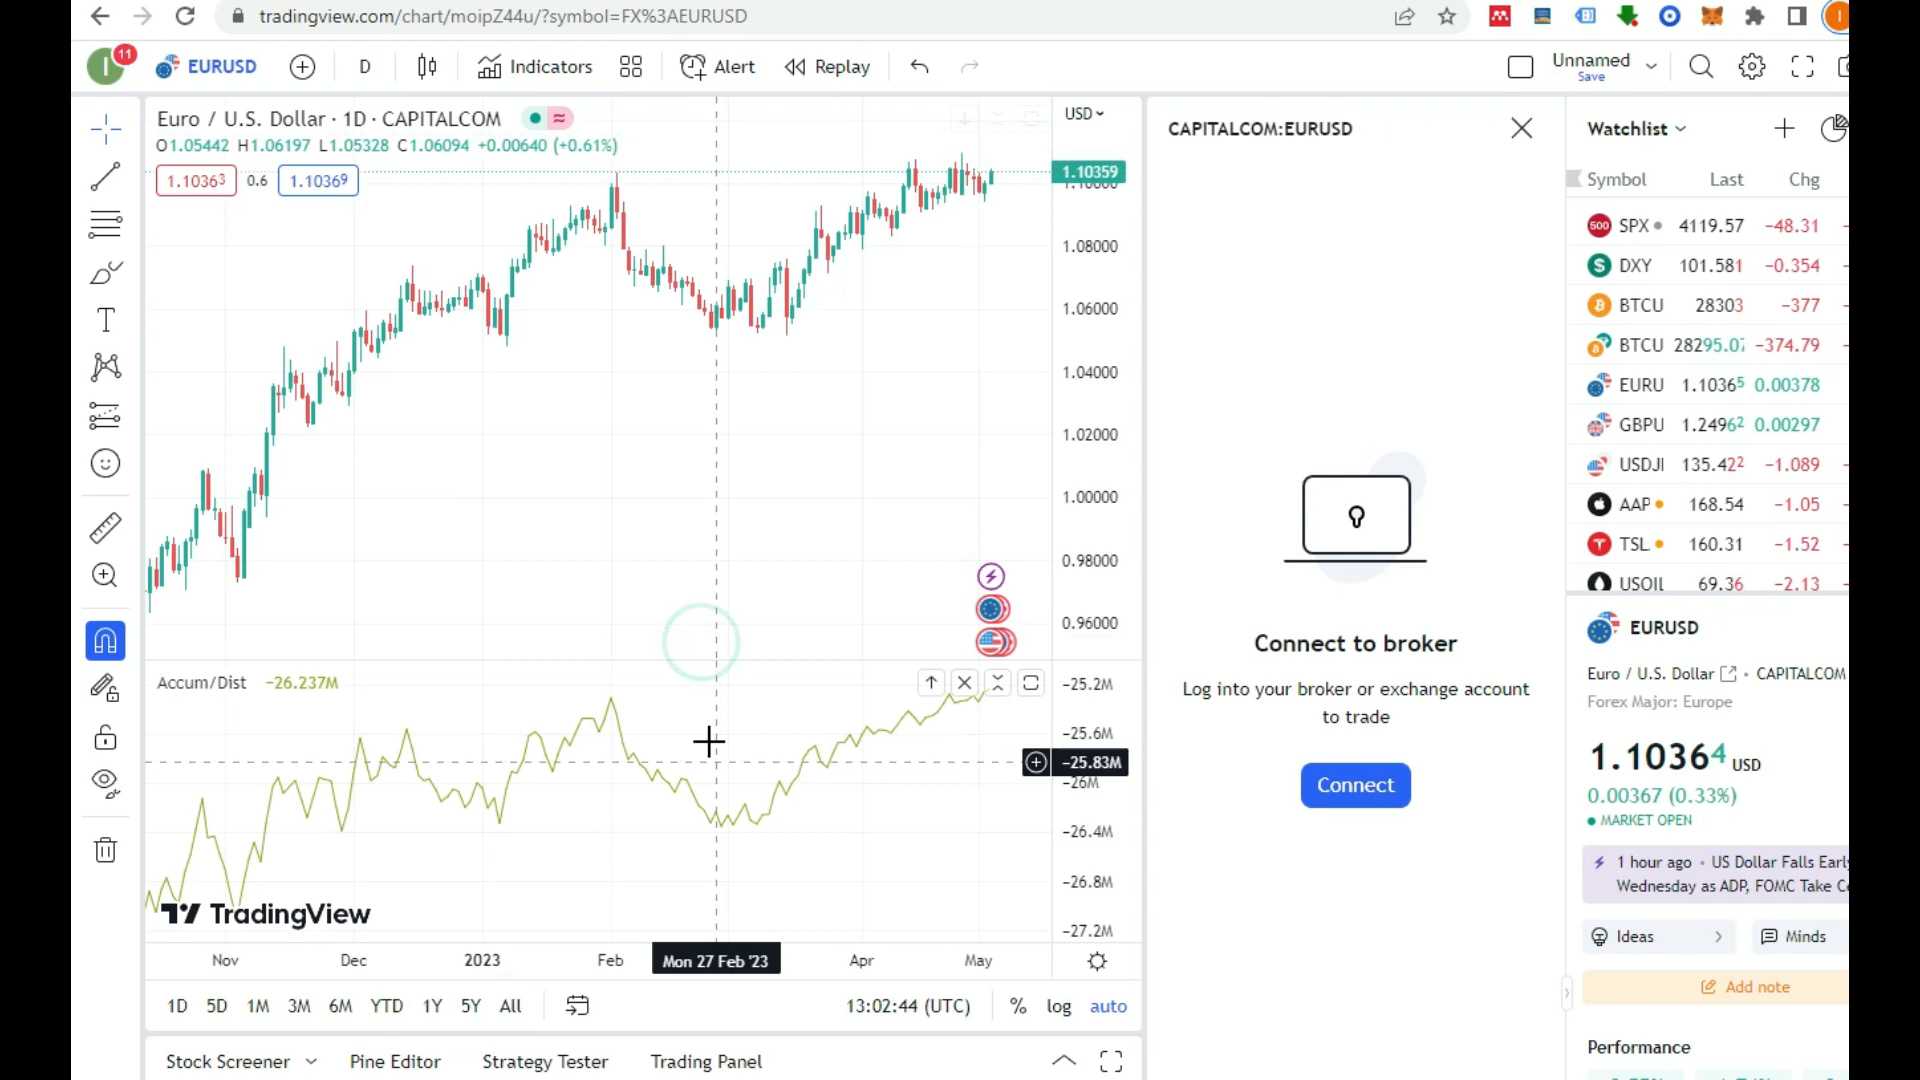 tradingview.com/chart/moipZ44u/?symbol=FX%3AEURUSD
I 11 EURUSD D Indicators Alert Replay Unnamed Save
Euro / U.S. Dollar · 1D · CAPITALCOM
O1.05442 H1.06197 L1.05328 C1.06094 +0.00640 (+0.61%)
1.10363 0.6 1.10369
USD
1.10359
1.10000
1.08000
1.06000
1.04000
1.02000
1.00000
0.98000
0.96000
Accum/Dist −26.237M
−25.2M
−25.6M
−25.83M
−26M
−26.4M
−26.8M
−27.2M
TradingView
Nov Dec 2023 Feb Mon 27 Feb '23 Apr May
1D 5D 1M 3M 6M YTD 1Y 5Y All 13:02:44 (UTC) % log auto
Stock Screener Pine Editor Strategy Tester Trading Panel
CAPITALCOM:EURUSD
Connect to broker
Log into your broker or exchange account
to trade
Connect
Watchlist
Symbol Last Chg
500 SPX 4119.57 −48.31
DXY 101.581 −0.354
BTCU 28303 −377
BTCU 28295.07 −374.79
EURU 1.10365 0.00378
GBPU 1.24962 0.00297
USDJI 135.422 −1.089
AAP 168.54 −1.05
TSL 160.31 −1.52
USOIL 69.36 −2.13
EURUSD
Euro / U.S. Dollar • CAPITALCOM
Forex Major: Europe
1.10364 USD
0.00367 (0.33%)
MARKET OPEN
1 hour ago • US Dollar Falls Early
Wednesday as ADP, FOMC Take
Ideas Minds
Add note
Performance